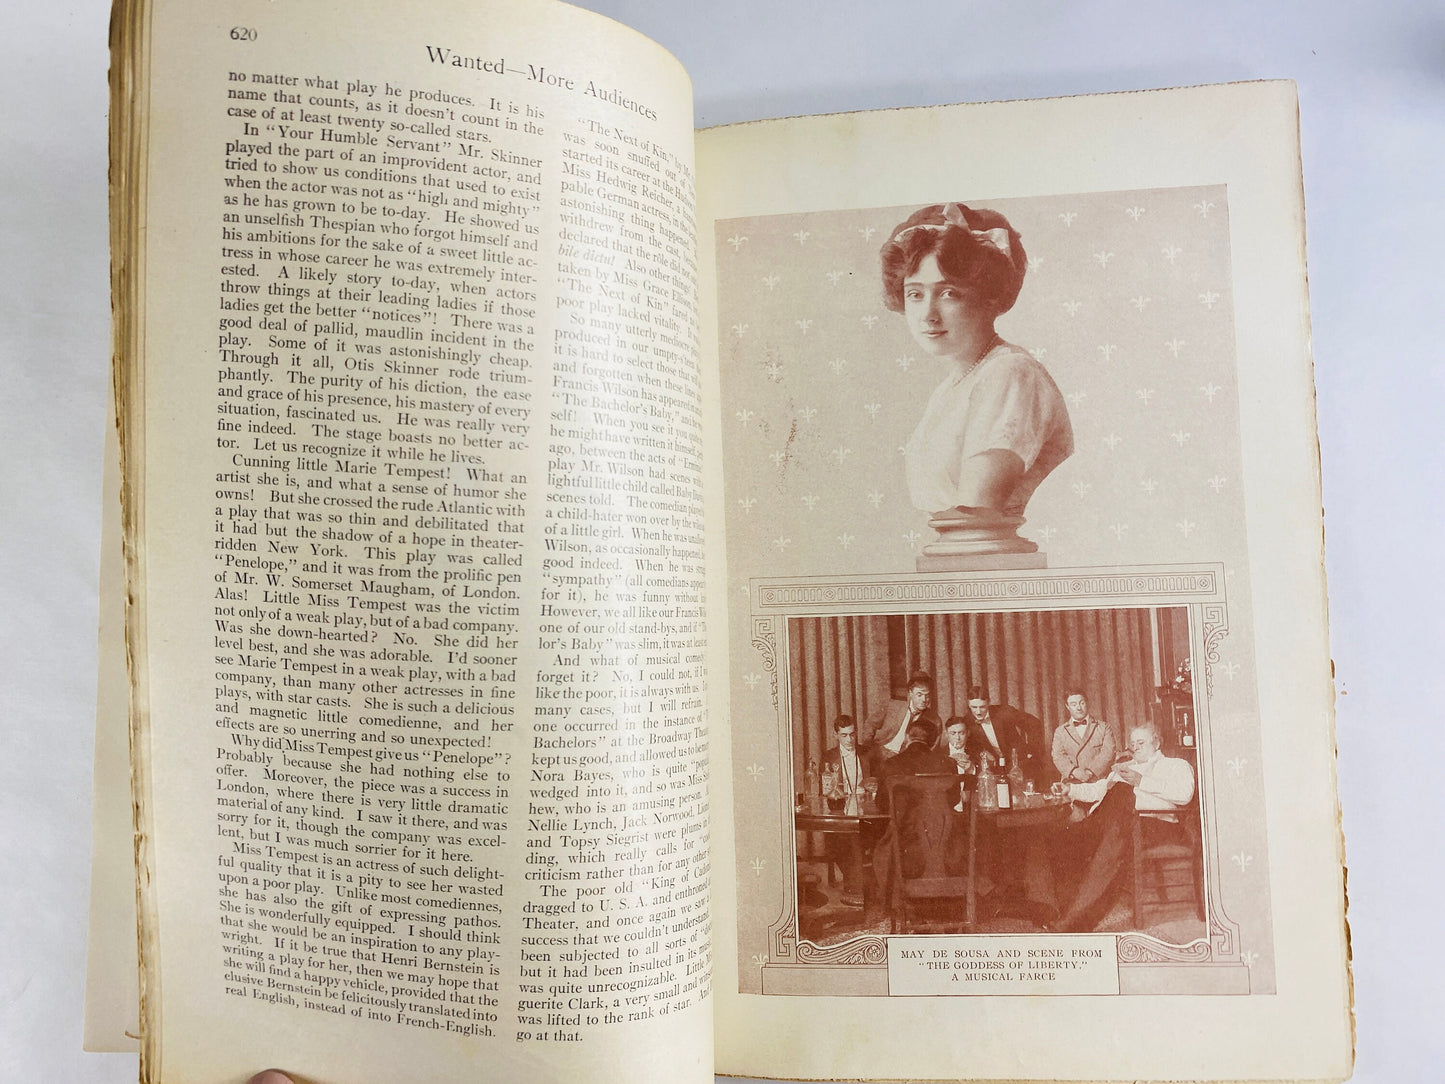 620
Wanted—More Audiences
no matter what play he produces. It is his
name that counts, as it doesn't count in the
case of at least twenty so-called stars.
In "Your Humble Servant" Mr. Skinner
played the part of an improvident actor, and
tried to show us conditions that used to exist
when the actor was not as "high and mighty"
as he has grown to be to-day. He showed us
an unselfish Thespian who forgot himself and
his ambitions for the sake of a sweet little ac-
tress in whose career he was extremely inter-
ested. A likely story to-day, when actors
throw things at their leading ladies if those
ladies get the better "notices"! There was a
good deal of pallid, maudlin incident in the
play. Some of it was astonishingly cheap.
Through it all, Otis Skinner rode trium-
phantly. The purity of his diction, the ease
and grace of his presence, his mastery of every
situation, fascinated us. He was really very
fine indeed. The stage boasts no better ac-
tor. Let us recognize it while he lives.
Cunning little Marie Tempest! What an
artist she is, and what a sense of humor she
owns! But she crossed the rude Atlantic with
a play that was so thin and debilitated that
it had but the shadow of a hope in theater-
ridden New York. This play was called
"Penelope," and it was from the prolific pen
of Mr. W. Somerset Maugham, of London.
Alas! Little Miss Tempest was the victim
not only of a weak play, but of a bad company.
Was she down-hearted? No. She did her
level best, and she was adorable. I'd sooner
see Marie Tempest in a weak play, with a bad
company, than many other actresses in fine
plays, with star casts. She is such a delicious
and magnetic little comedienne, and her
effects are so unerring and so unexpected!
Why did Miss Tempest give us "Penelope"?
Probably because she had nothing else to
offer. Moreover, the piece was a success in
London, where there is very little dramatic
material of any kind. I saw it there, and was
sorry for it, though the company was excel-
lent, but I was much sorrier for it here.
Miss Tempest is an actress of such delight-
ful quality that it is a pity to see her wasted
upon a poor play. Unlike most comediennes,
she has also the gift of expressing pathos.
She is wonderfully equipped. I should think
that she would be an inspiration to any play-
wright. If it be true that Henri Bernstein is
writing a play for her, then we may hope that
she will find a happy vehicle, provided that the
elusive Bernstein be felicitously translated into
real English, instead of into French-English.
"The Next of Kin," by
was soon snuffed out of
started its career at the
Miss Hedwig Reicher, a
pable German actress, in the
astonishing thing happened.
withdrew from the cast,
declared that the rôle did not
bile dictu! Also other things!
taken by Miss Grace
"The Next of Kin" fared
poor play lacked vitality.
So many utterly mediocre
produced in our umpty-
it is hard to select those that
and forgotten when these lines
Francis Wilson has appeared in
"The Bachelor's Baby," and he
self! When you see it you
he might have written it himself,
ago, between the acts of
play Mr. Wilson had scenes with
lightful little child called Baby
scenes told. The comedian played
a child-hater won over by the
of a little girl. When he was
Wilson, as occasionally happened, he
good indeed. When he was
"sympathy" (all comedians
for it), he was funny without
However, we all like our Francis
one of our old stand-bys, and if
lor's Baby" was slim, it was at least
And what of musical comedy?
forget it? No, I could not, if I
like the poor, it is always with us. I
many cases, but I will refrain.
one occurred in the instance of
Bachelors" at the Broadway
kept us good, and allowed us to be
Nora Bayes, who is quite
wedged into it, and so was Miss
hew, who is an amusing person.
Nellie Lynch, Jack Norwood,
and Topsy Siegrist were plums in
ding, which really calls for
criticism rather than for any other
The poor old "King of
dragged to U. S. A. and enthroned
Theater, and once again we saw a
success that we couldn't understand.
been subjected to all sorts of
but it had been insulted in its
was quite unrecognizable. Little
guerite Clark, a very small and
was lifted to the rank of star. And
go at that.
MAY DE SOUSA AND SCENE FROM
"THE GODDESS OF LIBERTY,"
A MUSICAL FARCE